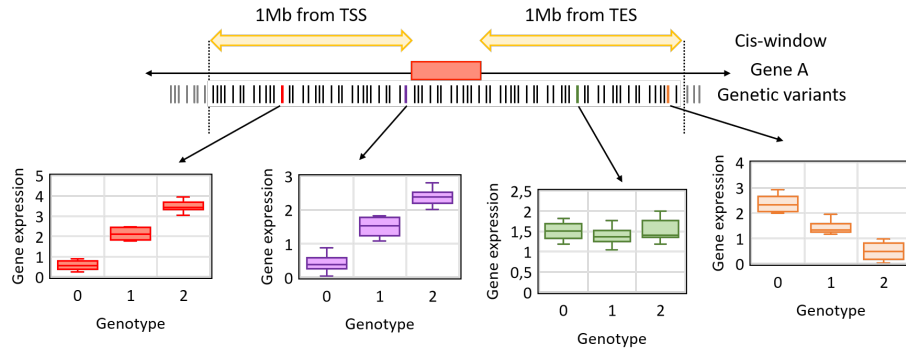 1Mb from TSS
1Mb from TES
Cis-window
Gene A
Genetic variants
Gene expression
5
4
3
2
1
0
0 1 2
Genotype
Gene expression
3
2
1
0
0 1 2
Genotype
Gene expression
2,5
2
1,5
1
0,5
0
0 1 2
Genotype
Gene expression
4
3
2
1
0
0 1 2
Genotype